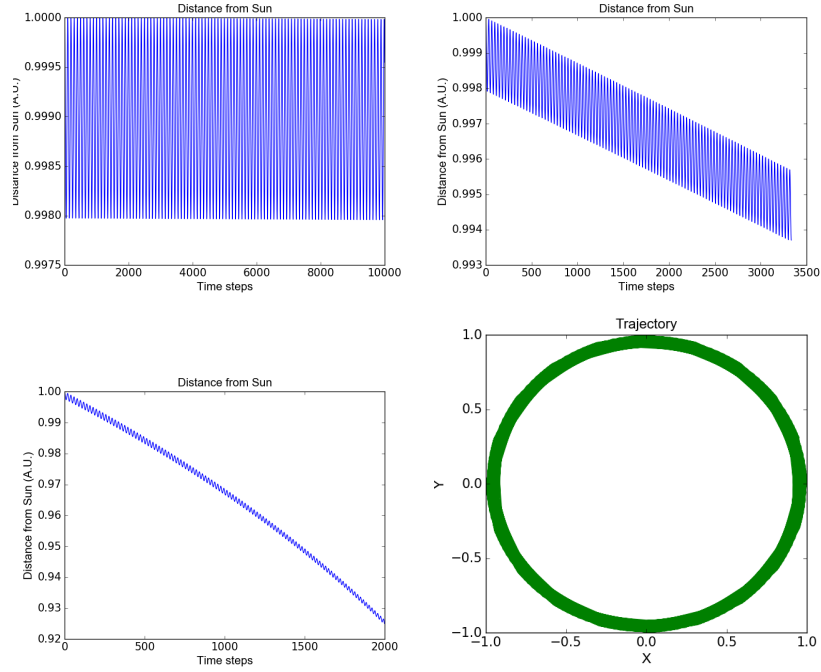 Distance from Sun
1.0000
0.9995
0.9990
0.9985
0.9980
0.9975
Distance from Sun (A.U.)
0 2000 4000 6000 8000 10000
Time steps
Distance from Sun
1.000
0.999
0.998
0.997
0.996
0.995
0.994
0.993
Distance from Sun (A.U.)
0 500 1000 1500 2000 2500 3000 3500
Time steps
Distance from Sun
1.00
0.99
0.98
0.97
0.96
0.95
0.94
0.93
0.92
Distance from Sun (A.U.)
0 500 1000 1500 2000
Time steps
Trajectory
1.0
0.5
0.0
−0.5
−1.0
Y
−1.0 −0.5 0.0 0.5 1.0
X